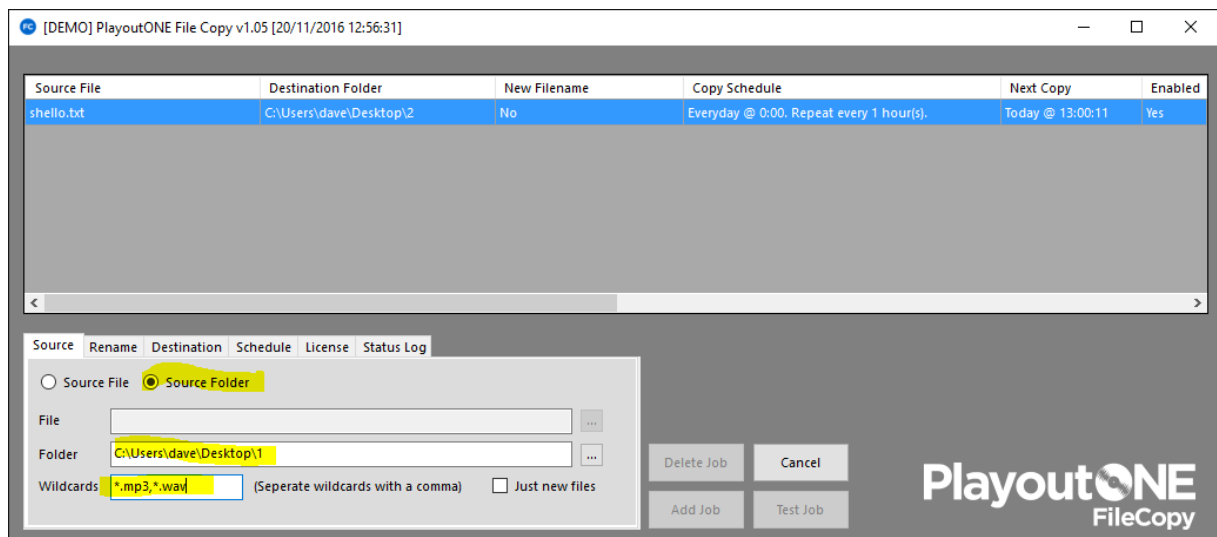 FC [DEMO] PlayoutONE File Copy v1.05 [20/11/2016 12:56:31]
Source File Destination Folder New Filename Copy Schedule Next Copy Enabled
shello.txt C:\Users\dave\Desktop\2 No Everyday @ 0:00. Repeat every 1 hour(s). Today @ 13:00:11 Yes
Source Rename Destination Schedule License Status Log
Source File Source Folder
File ...
Folder C:\Users\dave\Desktop\1 ...
Wildcards *.mp3,*.wav (Seperate wildcards with a comma) Just new files
Delete Job Cancel
Add Job Test Job
PlayoutONE
FileCopy